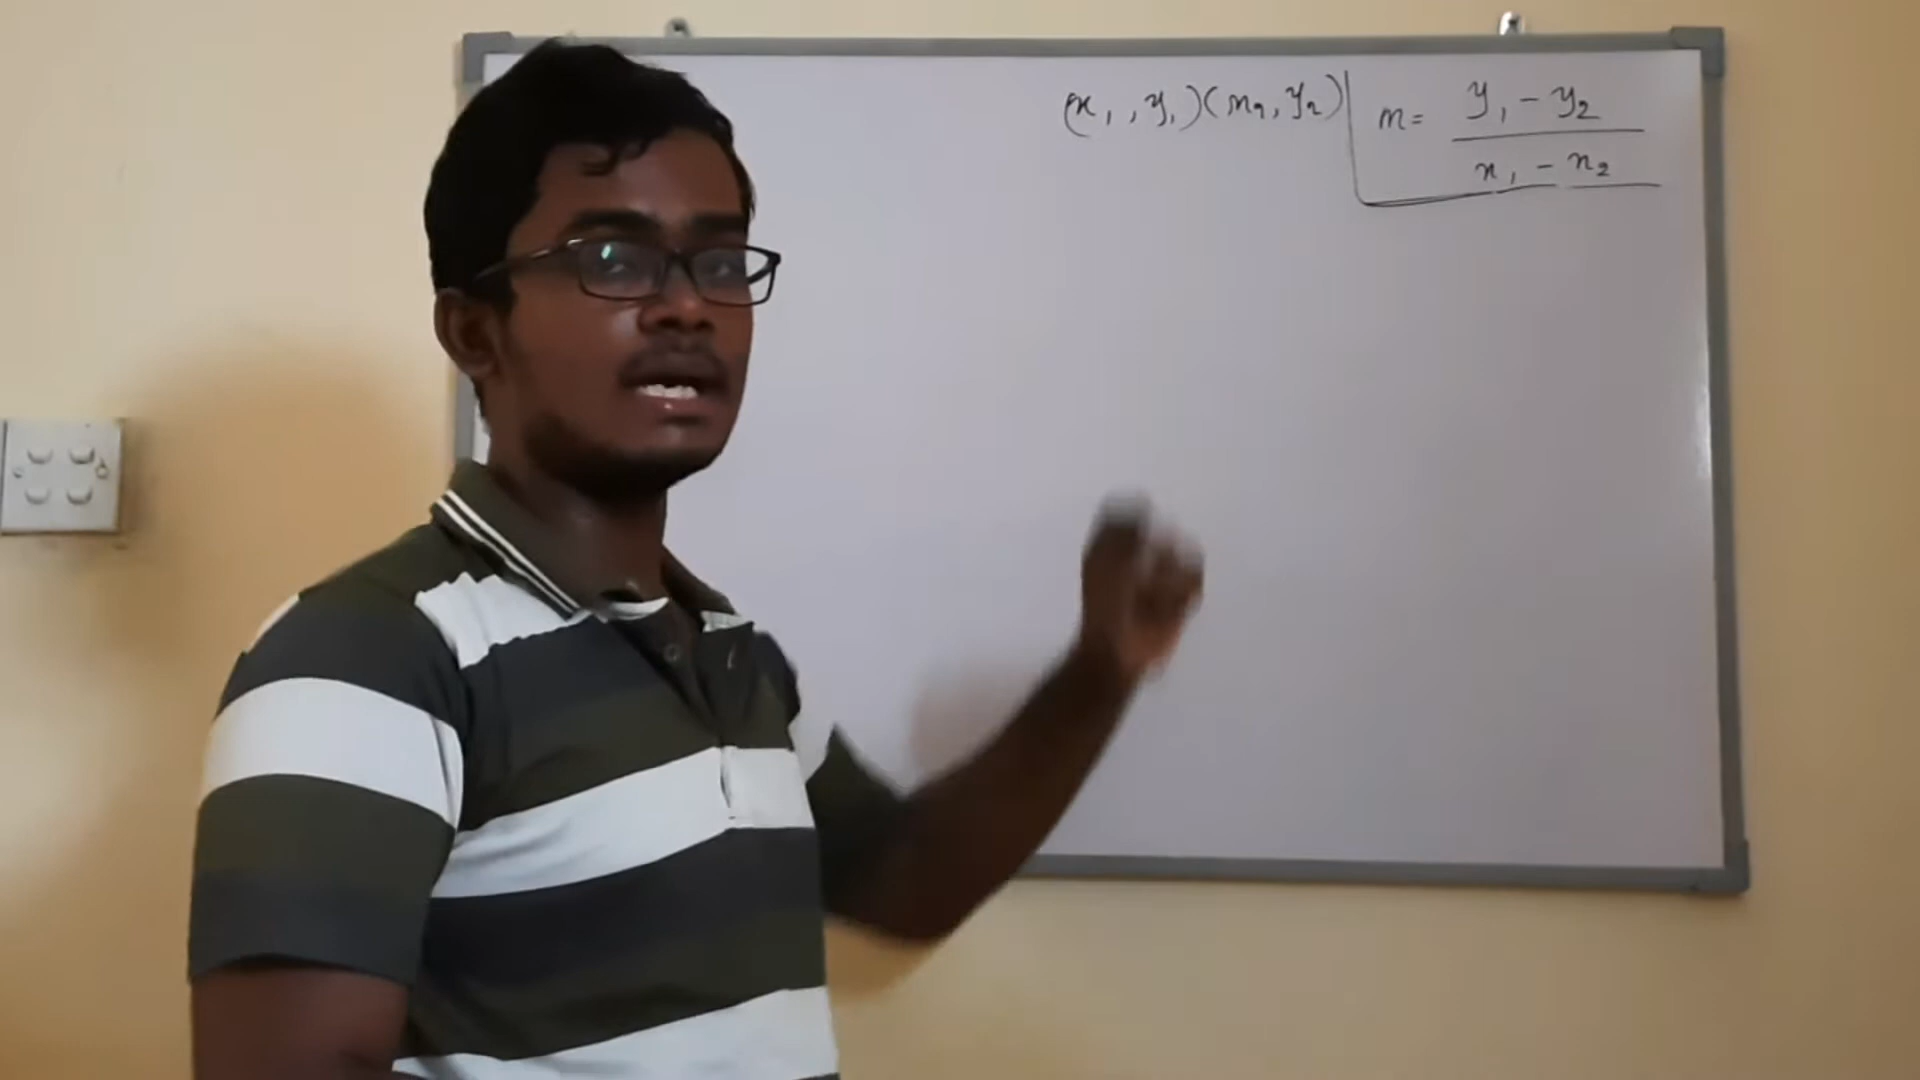 (x₁, y₁)(x₂, y₂)
m = y₁ - y₂
x₁ - x₂